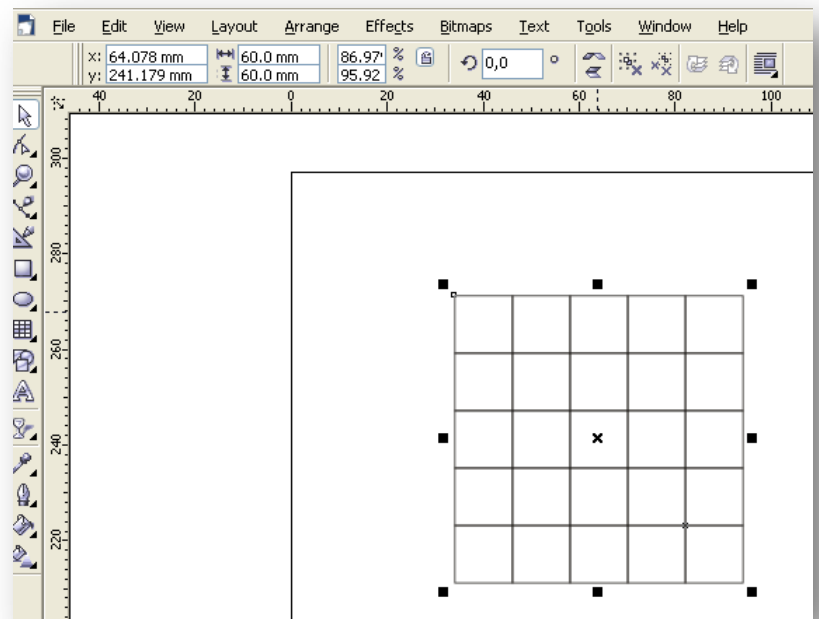 File Edit View Layout Arrange Effects Bitmaps Text Tools Window Help
x: 64.078 mm 60.0 mm 86.97 % 0,0 °
y: 241.179 mm 60.0 mm 95.92 %
40 20 0 20 40 60 80 100
300
280
260
240
220